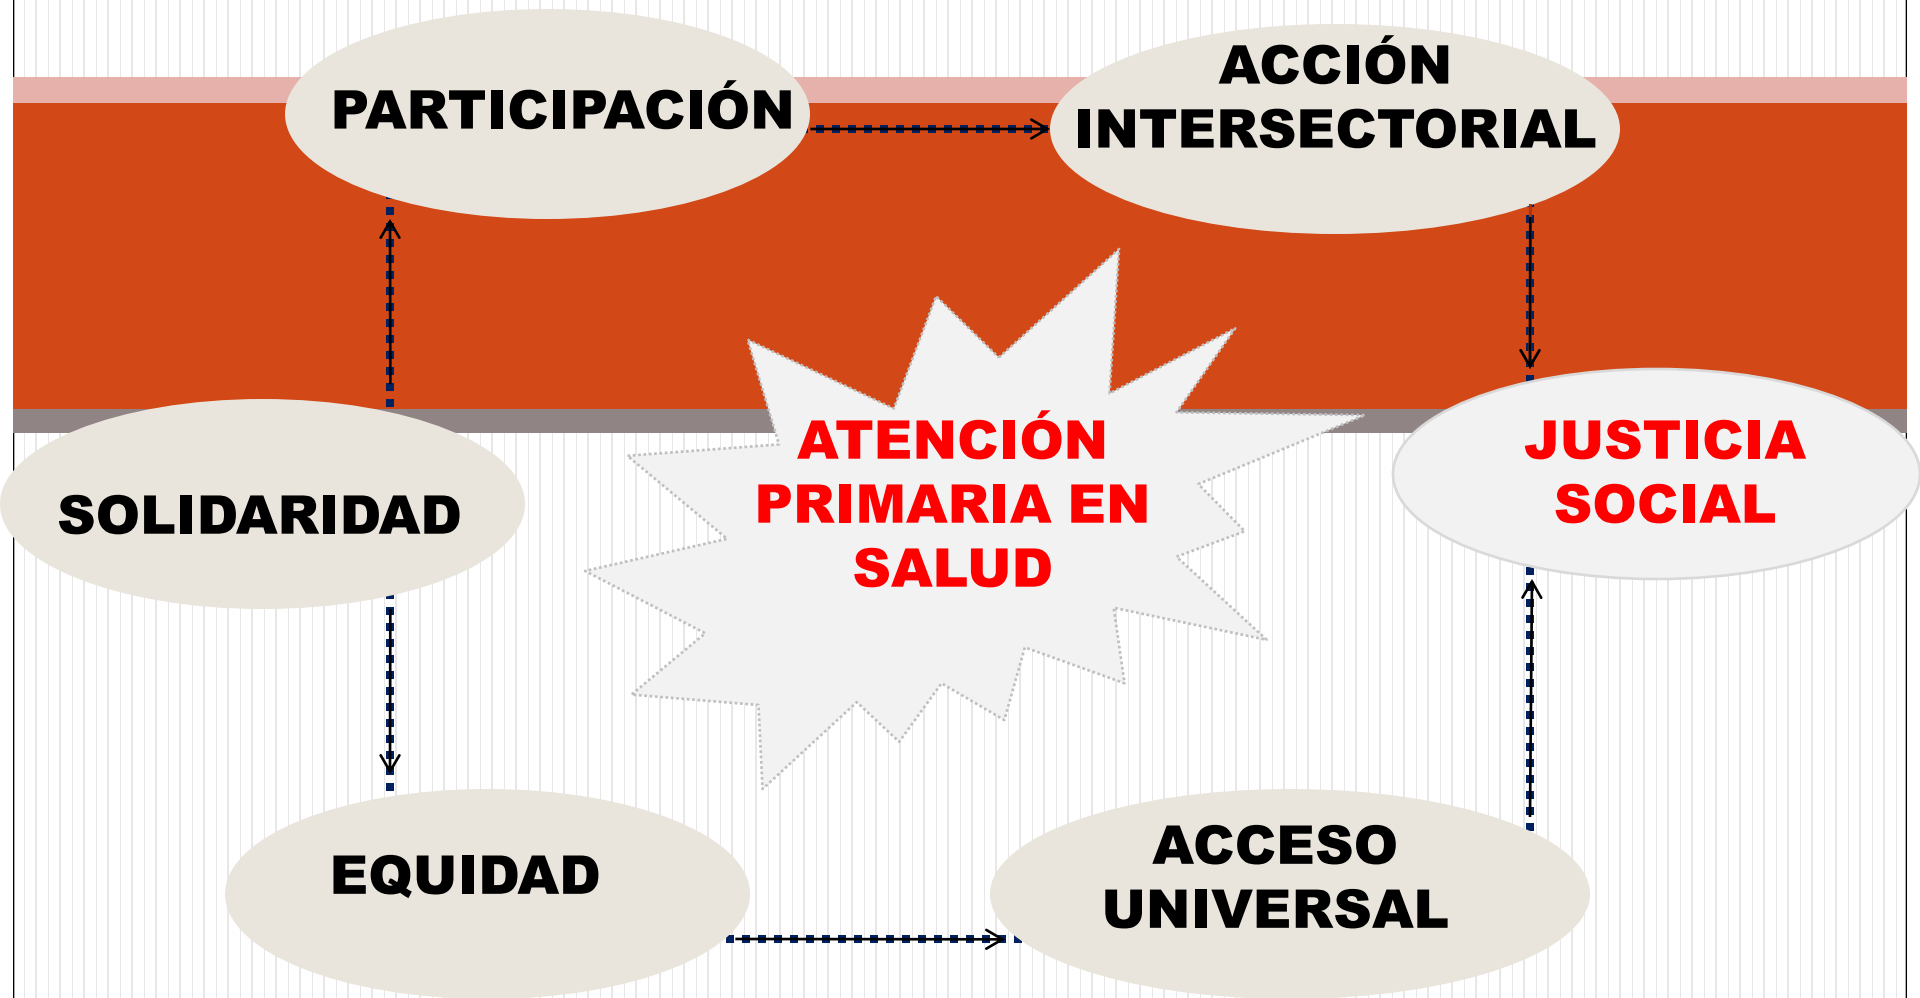 PARTICIPACIÓN
ACCIÓN
INTERSECTORIAL
ATENCIÓN
PRIMARIA EN
SALUD
JUSTICIA
SOCIAL
SOLIDARIDAD
EQUIDAD
ACCESO
UNIVERSAL